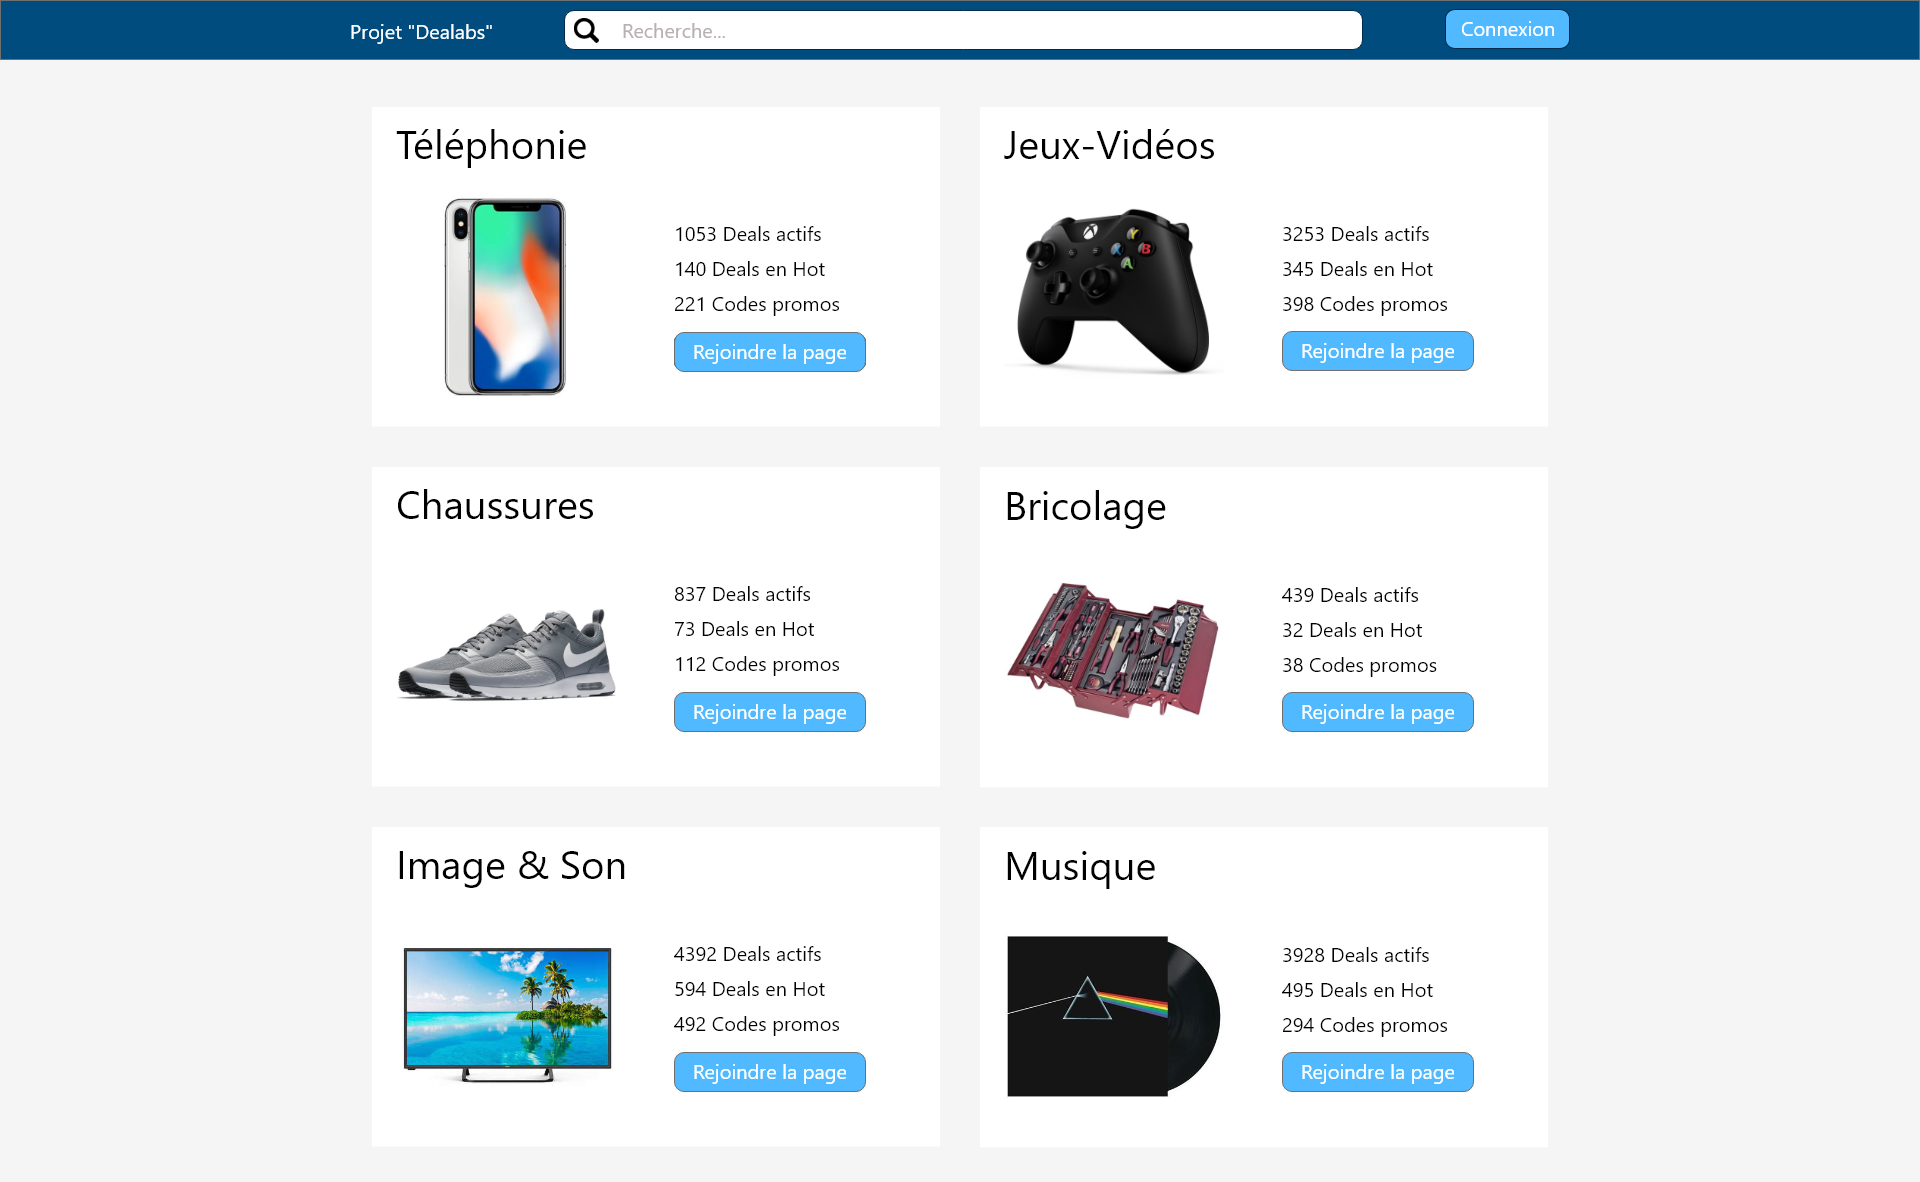 Projet "Dealabs"
Recherche...
Connexion
Téléphonie
1053 Deals actifs
140 Deals en Hot
221 Codes promos
Rejoindre la page
Jeux-Vidéos
Y
X
B
A
3253 Deals actifs
345 Deals en Hot
398 Codes promos
Rejoindre la page
Chaussures
837 Deals actifs
73 Deals en Hot
112 Codes promos
Rejoindre la page
Bricolage
439 Deals actifs
32 Deals en Hot
38 Codes promos
Rejoindre la page
Image & Son
4392 Deals actifs
594 Deals en Hot
492 Codes promos
Rejoindre la page
Musique
3928 Deals actifs
495 Deals en Hot
294 Codes promos
Rejoindre la page